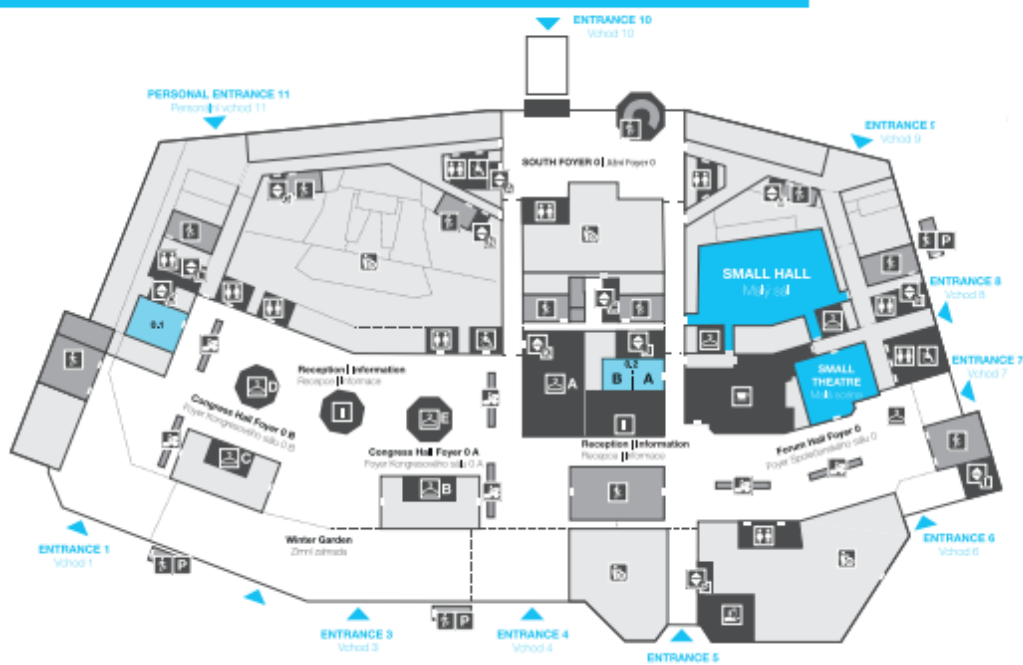 ENTRANCE 10
Vchod 10
PERSONAL ENTRANCE 11
Personální vchod 11
ENTRANCE 9
Vchod 9
SOUTH FOYER 0 | Jižní Foyer 0
P
SMALL HALL
Malý sál
ENTRANCE 8
Vchod 8
0.1
SMALL
THEATRE
Malá scéna
ENTRANCE 7
Vchod 7
0.2
B A
A
D
E
C
B
Reception | Information
Recepce | Informace
Congress Hall Foyer 0 B
Foyer Kongresového sálu 0 B
Congress Hall Foyer 0 A
Foyer Kongresového sálu 0 A
Reception | Information
Recepce | Informace
Forum Hall Foyer 0
Foyer Společenského sálu 0
Winter Garden
Zimní zahrada
ENTRANCE 1
Vchod 1
P
ENTRANCE 3
Vchod 3
P
ENTRANCE 4
Vchod 4
ENTRANCE 5
ENTRANCE 6
Vchod 6